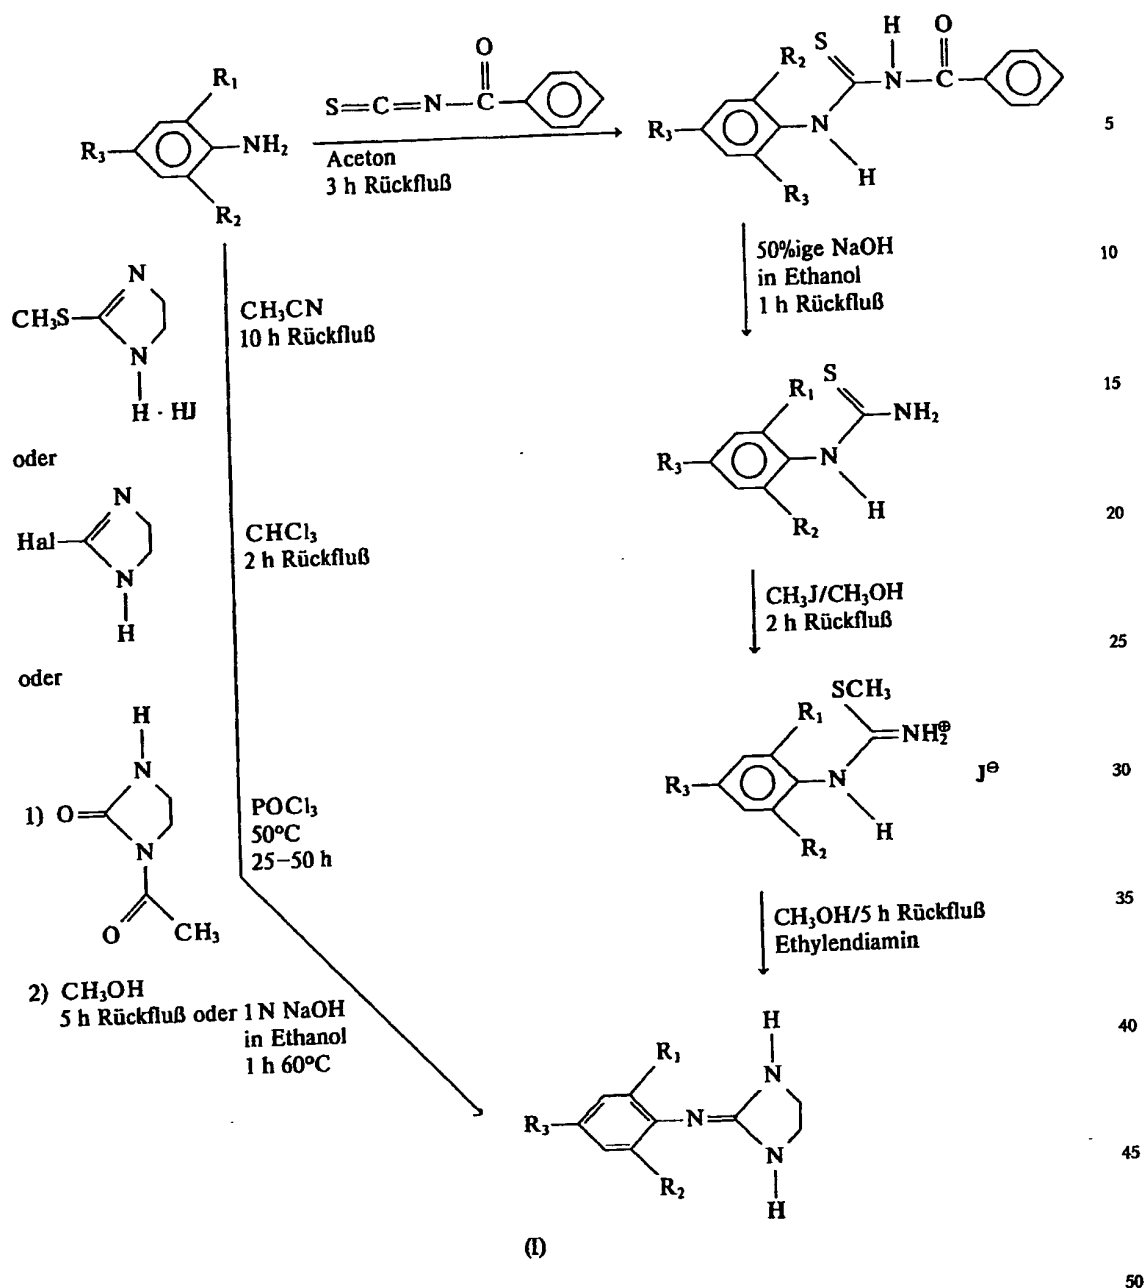 R₁
R₃ NH₂
R₂
S=C=N—C
O
Aceton
3 h Rückfluß
S H O
R₂ N—C
R₃ N
R₃ H
5
50%ige NaOH
in Ethanol
1 h Rückfluß
10
S
R₁ NH₂
R₃ N
R₂ H
15
20
CH₃J/CH₃OH
2 h Rückfluß
25
SCH₃
R₁ NH₂⊕
R₃ N J⊖
R₂ H
30
CH₃OH/5 h Rückfluß
Ethylendiamin
35
N
CH₃S
N
H · HJ
CH₃CN
10 h Rückfluß
oder
N
Hal
N
H
CHCl₃
2 h Rückfluß
oder
H
N
1) O=
N
O CH₃
POCl₃
50°C
25–50 h
2) CH₃OH
5 h Rückfluß oder 1 N NaOH
in Ethanol
1 h 60°C
40
H
R₁ N
R₃ N=
R₂ N
H
45
(I)
50